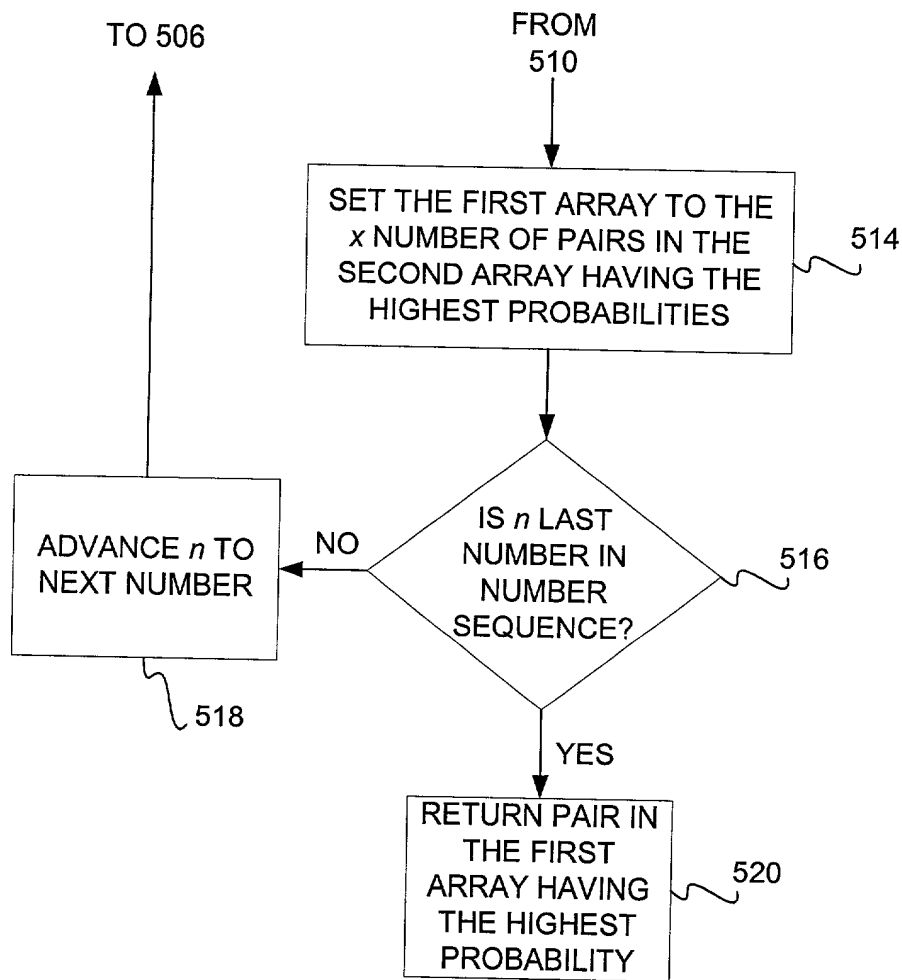 TO 506
FROM
510
SET THE FIRST ARRAY TO THE
x NUMBER OF PAIRS IN THE
SECOND ARRAY HAVING THE
HIGHEST PROBABILITIES
514
IS n LAST
NUMBER IN
NUMBER
SEQUENCE?
516
NO
ADVANCE n TO
NEXT NUMBER
518
YES
RETURN PAIR IN
THE FIRST
ARRAY HAVING
THE HIGHEST
PROBABILITY
520